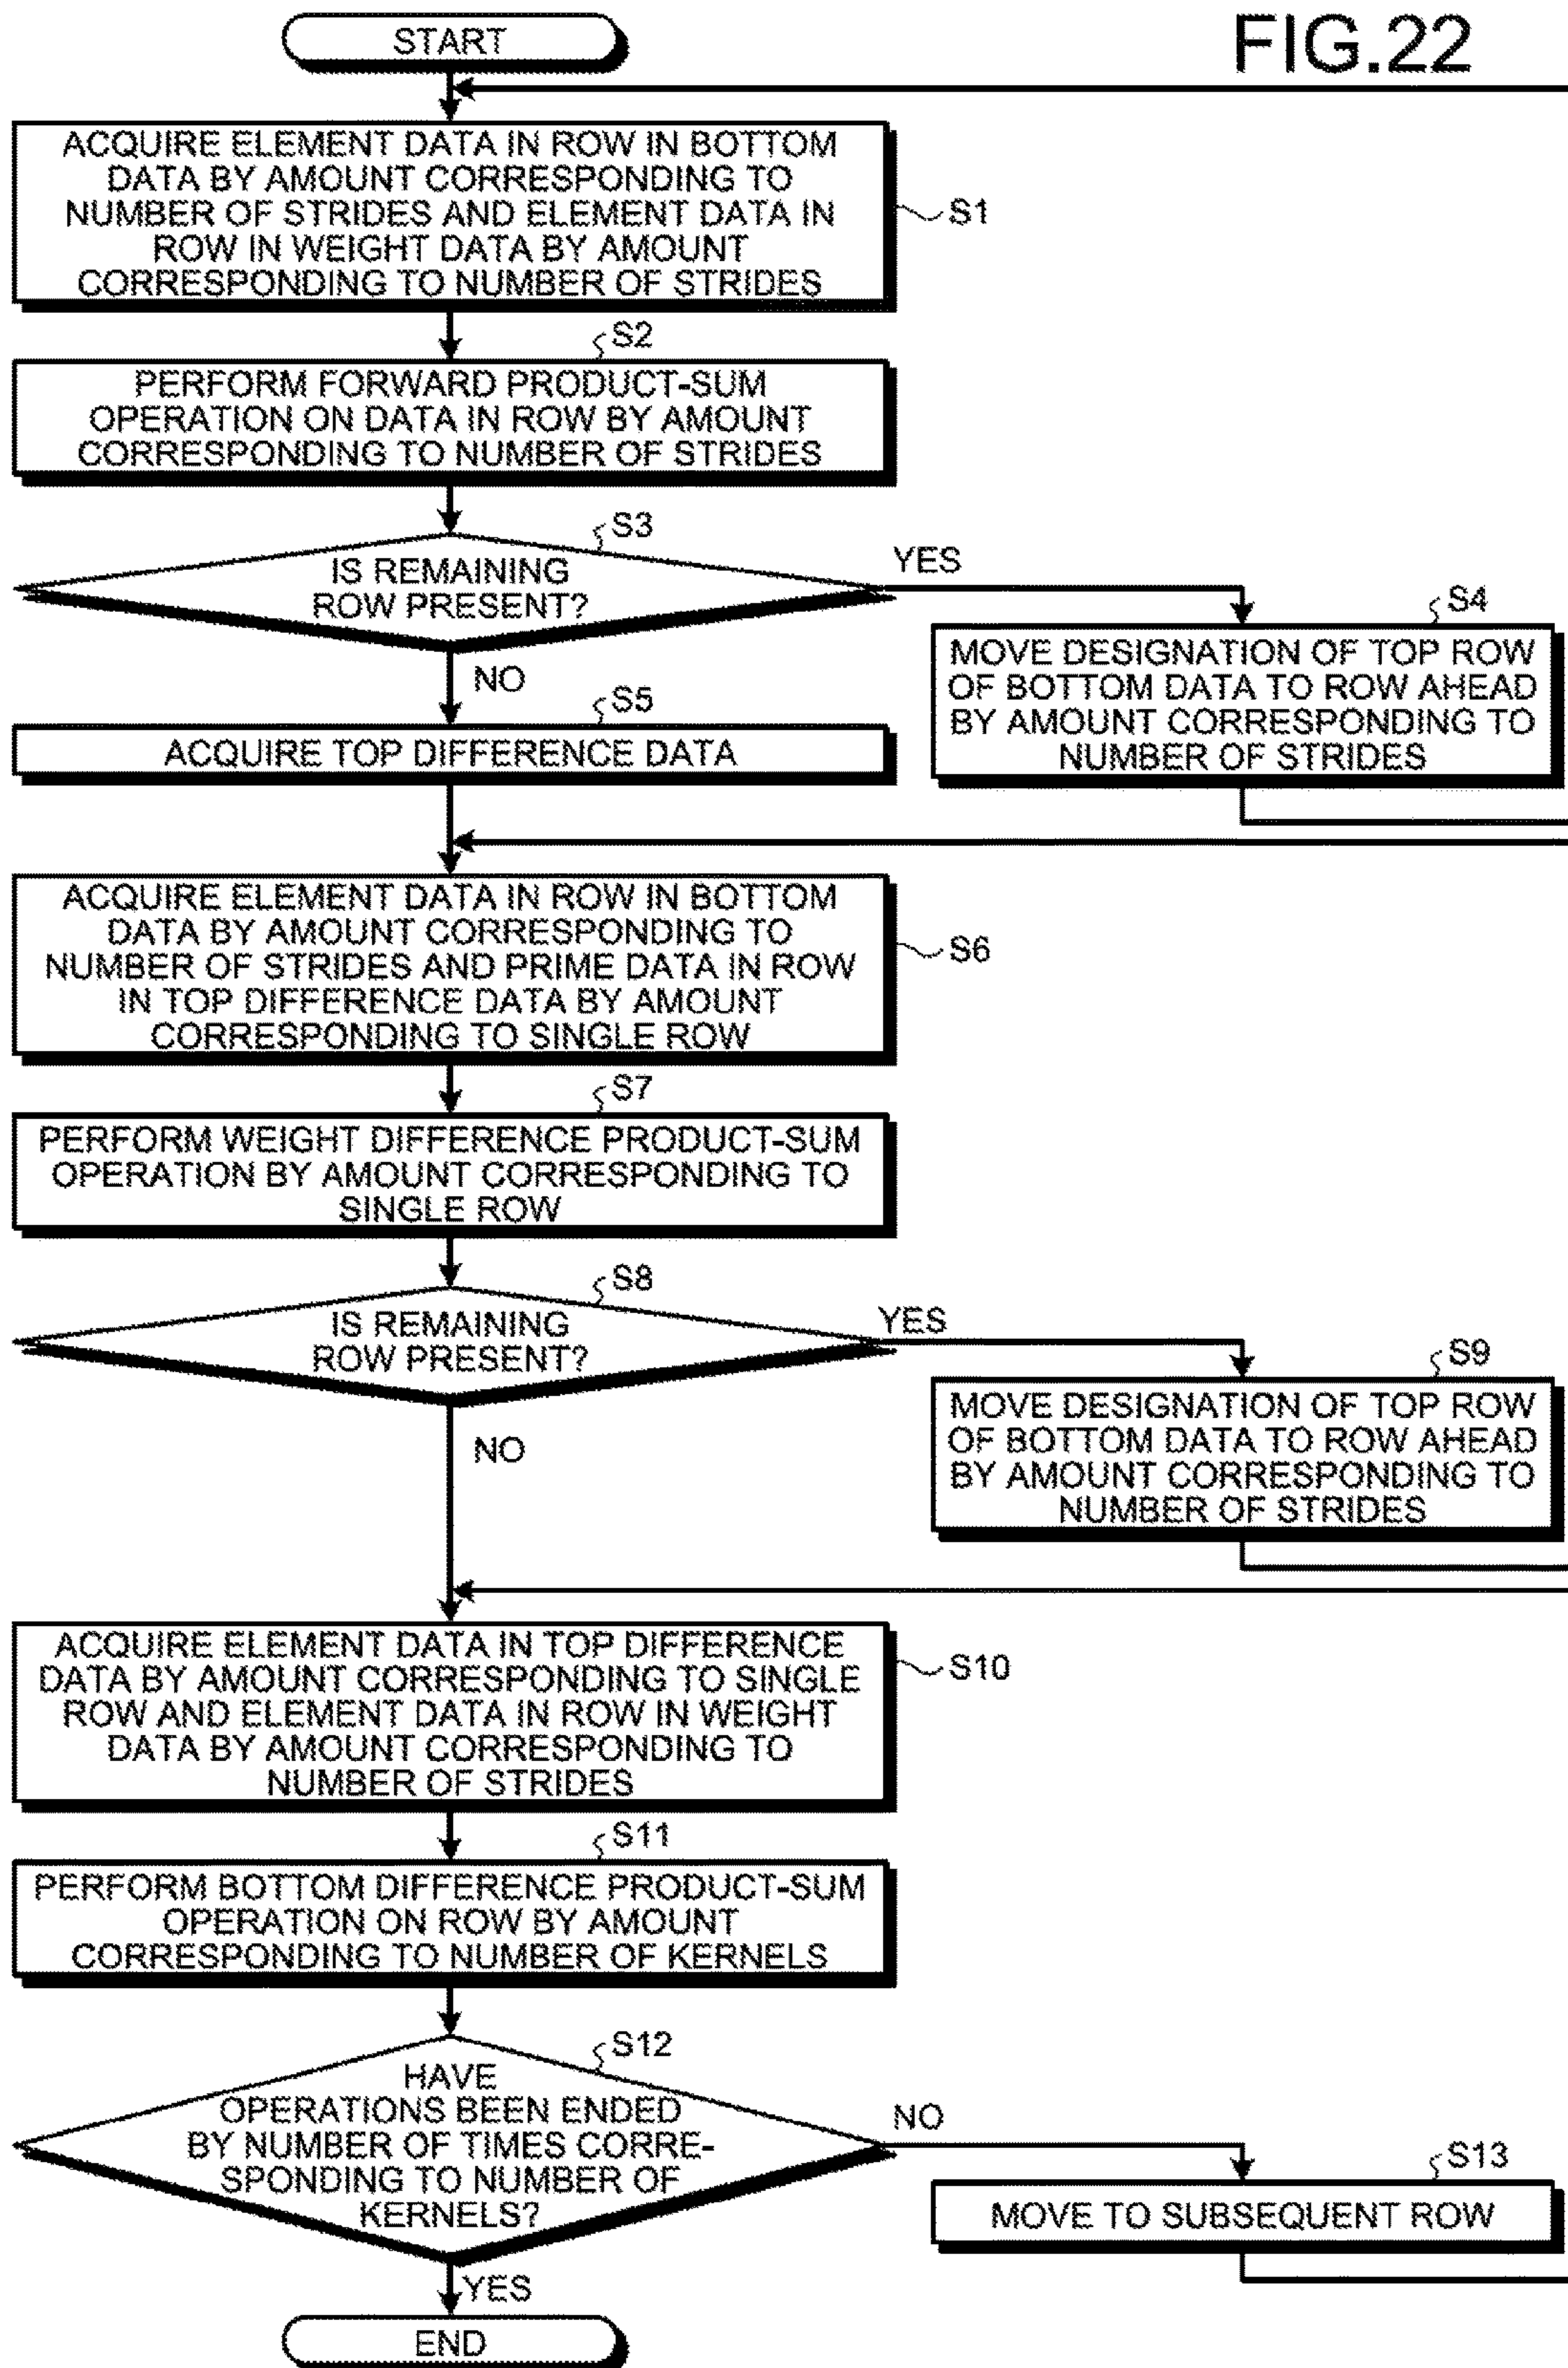 FIG.22
START
ACQUIRE ELEMENT DATA IN ROW IN BOTTOM
DATA BY AMOUNT CORRESPONDING TO
NUMBER OF STRIDES AND ELEMENT DATA IN
ROW IN WEIGHT DATA BY AMOUNT
CORRESPONDING TO NUMBER OF STRIDES
S1
S2
PERFORM FORWARD PRODUCT-SUM
OPERATION ON DATA IN ROW BY AMOUNT
CORRESPONDING TO NUMBER OF STRIDES
S3
IS REMAINING
ROW PRESENT?
YES
NO
S4
MOVE DESIGNATION OF TOP ROW
OF BOTTOM DATA TO ROW AHEAD
BY AMOUNT CORRESPONDING TO
NUMBER OF STRIDES
S5
ACQUIRE TOP DIFFERENCE DATA
ACQUIRE ELEMENT DATA IN ROW IN BOTTOM
DATA BY AMOUNT CORRESPONDING TO
NUMBER OF STRIDES AND PRIME DATA IN ROW
IN TOP DIFFERENCE DATA BY AMOUNT
CORRESPONDING TO SINGLE ROW
S6
S7
PERFORM WEIGHT DIFFERENCE PRODUCT-SUM
OPERATION BY AMOUNT CORRESPONDING TO
SINGLE ROW
S8
IS REMAINING
ROW PRESENT?
YES
NO
S9
MOVE DESIGNATION OF TOP ROW
OF BOTTOM DATA TO ROW AHEAD
BY AMOUNT CORRESPONDING TO
NUMBER OF STRIDES
ACQUIRE ELEMENT DATA IN TOP DIFFERENCE
DATA BY AMOUNT CORRESPONDING TO SINGLE
ROW AND ELEMENT DATA IN ROW IN WEIGHT
DATA BY AMOUNT CORRESPONDING TO
NUMBER OF STRIDES
S10
S11
PERFORM BOTTOM DIFFERENCE PRODUCT-SUM
OPERATION ON ROW BY AMOUNT
CORRESPONDING TO NUMBER OF KERNELS
S12
HAVE
OPERATIONS BEEN ENDED
BY NUMBER OF TIMES CORRE-
SPONDING TO NUMBER OF
KERNELS?
NO
YES
S13
MOVE TO SUBSEQUENT ROW
END